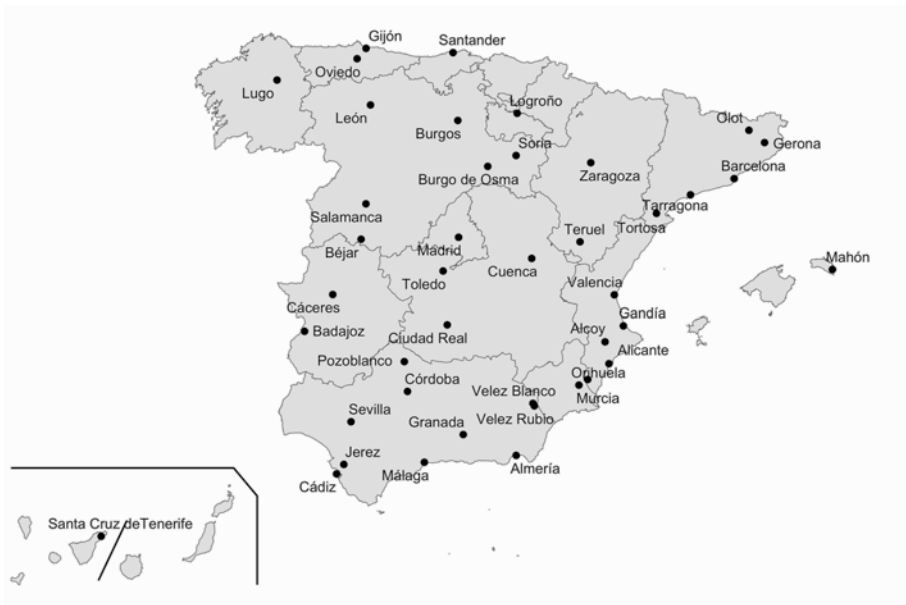 Gijón
Santander
Oviedo
Lugo
León
Logroño
Burgos
Olot
Gerona
Soria
Burgo de Osma
Zaragoza
Barcelona
Salamanca
Tarragona
Tortosa
Teruel
Béjar
Madrid
Cuenca
Mahón
Toledo
Valencia
Cáceres
Gandía
Badajoz
Ciudad Real
Alcoy
Alicante
Pozoblanco
Córdoba
Orihuela
Velez Blanco
Murcia
Sevilla
Granada
Velez Rubio
Jerez
Málaga
Almería
Cádiz
Santa Cruz deTenerife